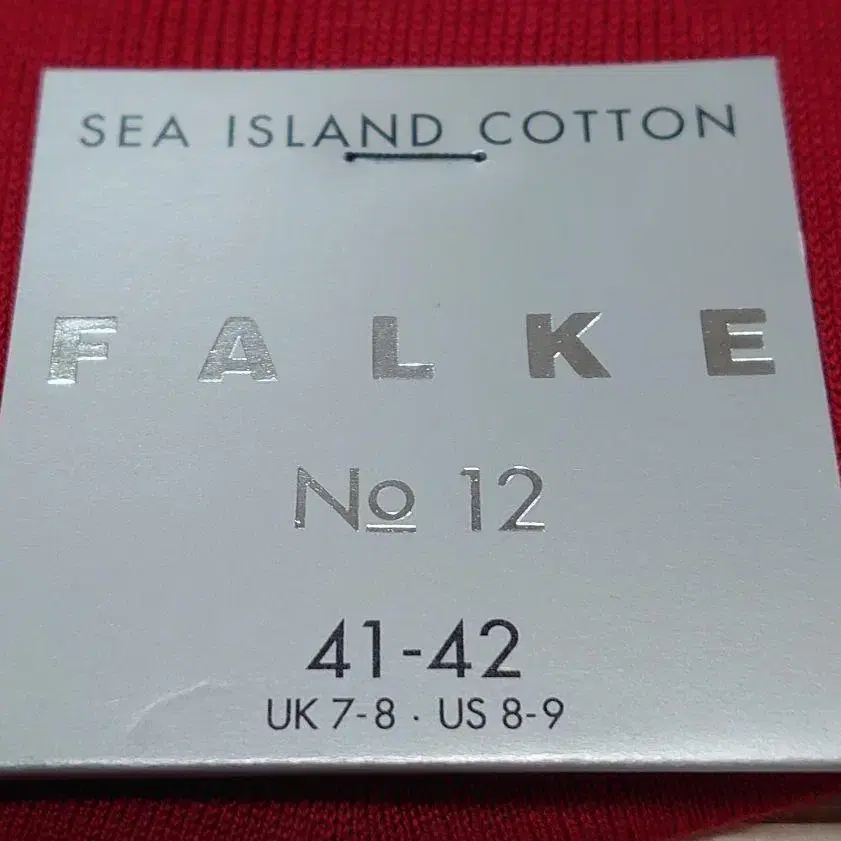 SEA ISLAND COTTON
FALKE
No 12
41-42
UK 7-8 · US 8-9